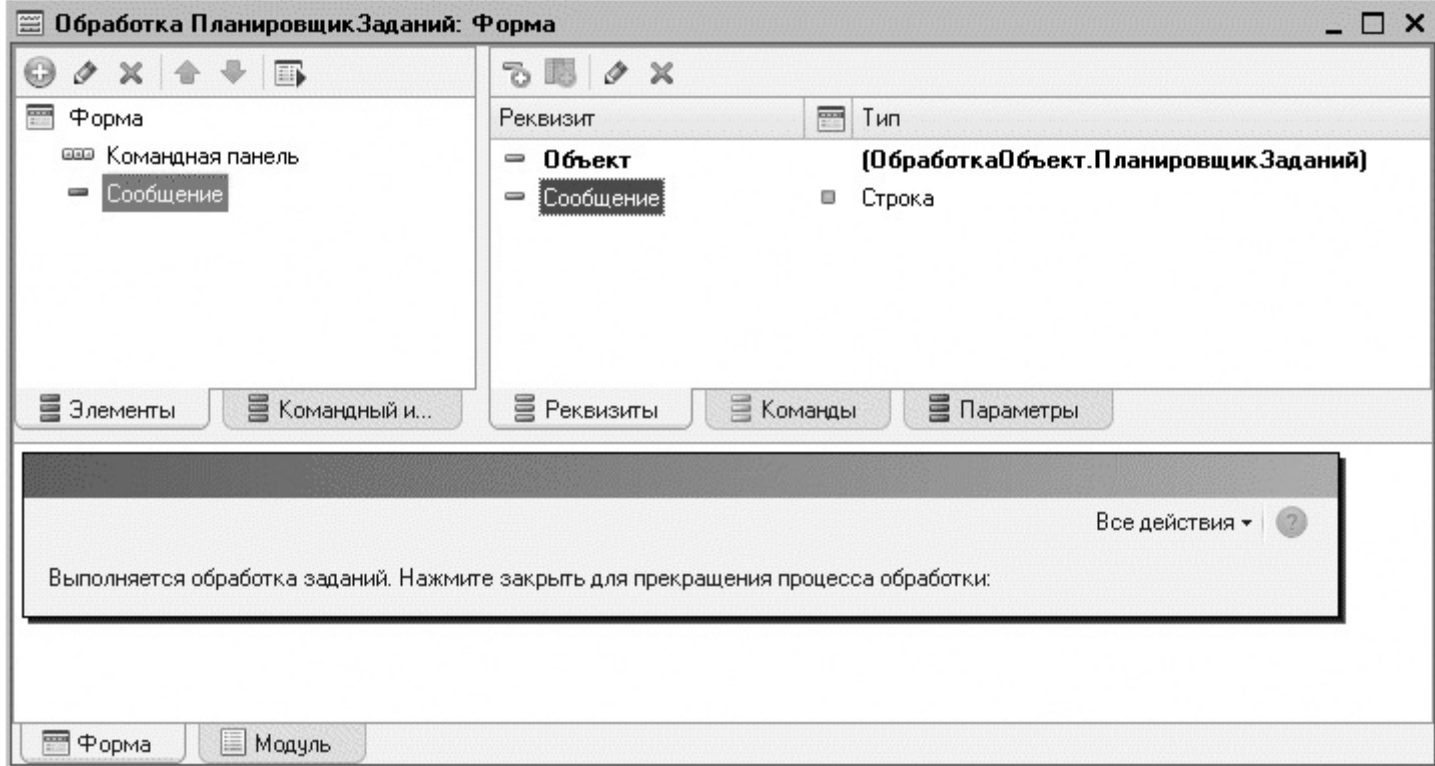 Обработка ПланировщикЗаданий: Форма
Форма
Командная панель
Сообщение
Элементы
Командный и...
Реквизит Тип
Объект (ОбработкаОбъект.ПланировщикЗаданий)
Сообщение Строка
Реквизиты
Команды
Параметры
Все действия
?
Выполняется обработка заданий. Нажмите закрыть для прекращения процесса обработки:
Форма
Модуль